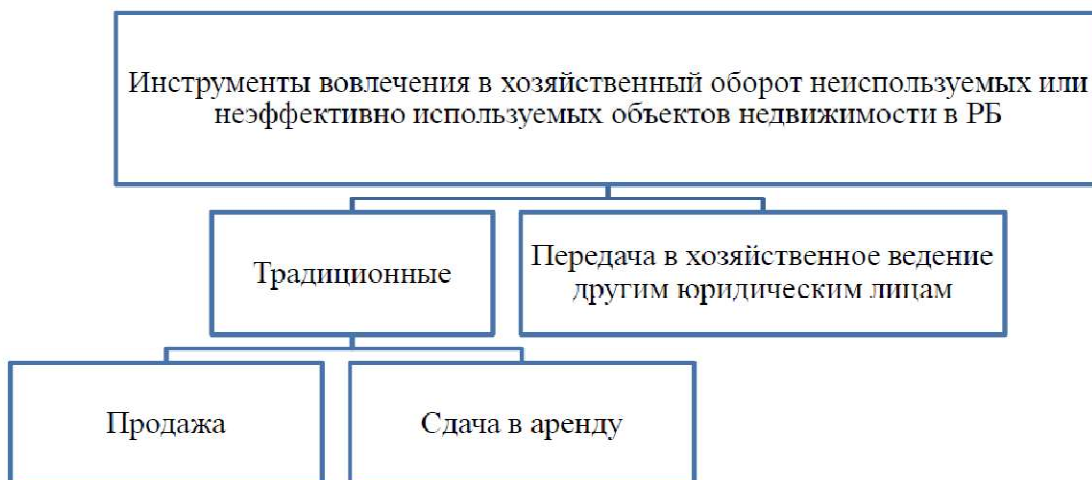 Инструменты вовлечения в хозяйственный оборот неиспользуемых или
неэффективно используемых объектов недвижимости в РБ
Традиционные
Передача в хозяйственное ведение
другим юридическим лицам
Продажа
Сдача в аренду